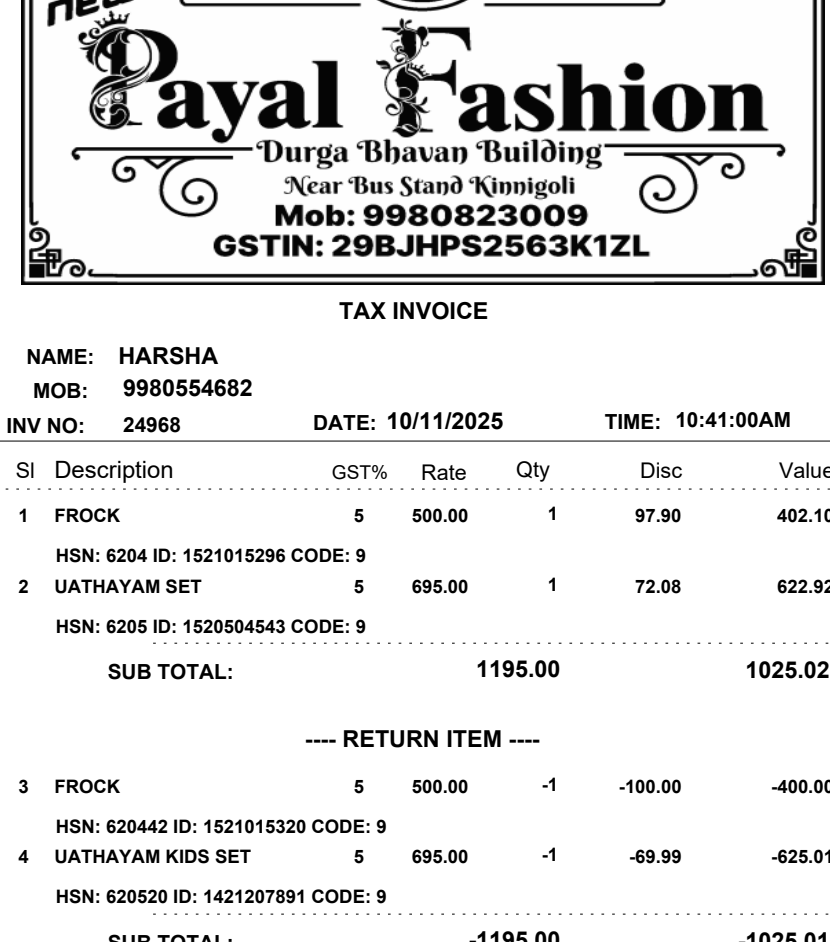 new
Payal Fashion
Durga Bhavan Building
Near Bus Stand Kinnigoli
Mob: 9980823009
GSTIN: 29BJHPS2563K1ZL
TAX INVOICE
NAME: HARSHA
MOB: 9980554682
INV NO: 24968 DATE: 10/11/2025 TIME: 10:41:00AM
Sl Description GST% Rate Qty Disc Value
1 FROCK 5 500.00 1 97.90 402.10
HSN: 6204 ID: 1521015296 CODE: 9
2 UATHAYAM SET 5 695.00 1 72.08 622.92
HSN: 6205 ID: 1520504543 CODE: 9
SUB TOTAL: 1195.00 1025.02
---- RETURN ITEM ----
3 FROCK 5 500.00 -1 -100.00 -400.00
HSN: 620442 ID: 1521015320 CODE: 9
4 UATHAYAM KIDS SET 5 695.00 -1 -69.99 -625.01
HSN: 620520 ID: 1421207891 CODE: 9
SUB TOTAL: -1195.00 -1025.01